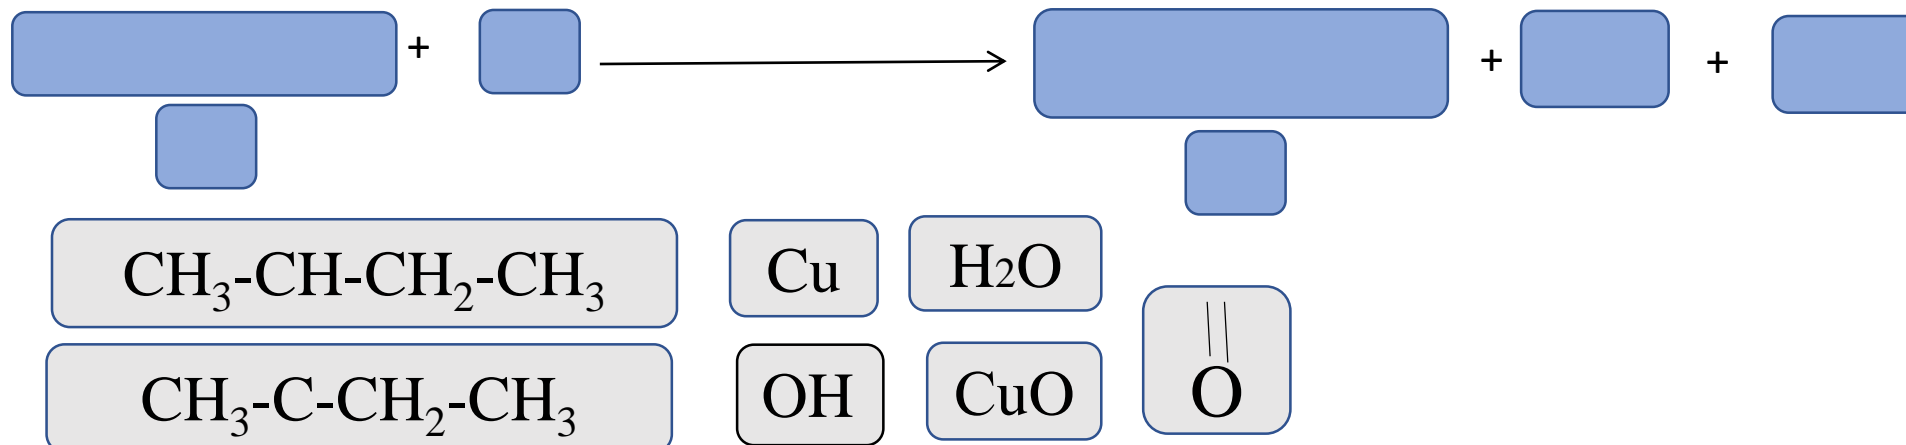 + + +
CH₃-CH-CH₂-CH₃ Cu H2O
CH₃-C-CH₂-CH₃ OH CuO O